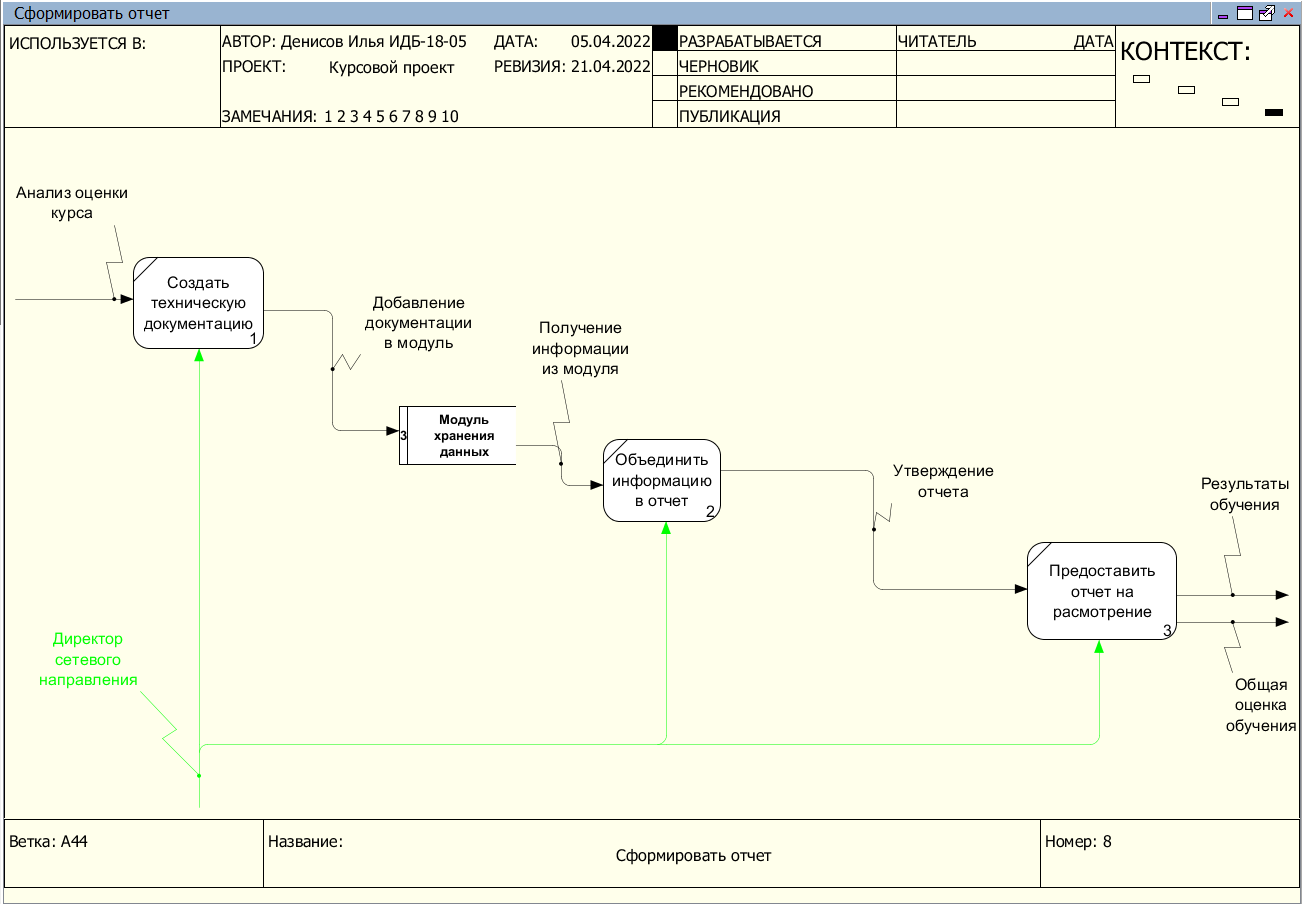 Сформировать отчет
ИСПОЛЬЗУЕТСЯ В:
АВТОР: Денисов Илья ИДБ-18-05
ДАТА: 05.04.2022
ПРОЕКТ: Курсовой проект
РЕВИЗИЯ: 21.04.2022
ЗАМЕЧАНИЯ: 1 2 3 4 5 6 7 8 9 10
РАЗРАБАТЫВАЕТСЯ
ЧЕРНОВИК
РЕКОМЕНДОВАНО
ПУБЛИКАЦИЯ
ЧИТАТЕЛЬ
ДАТА
КОНТЕКСТ:
Анализ оценки
курса
Создать
техническую
документацию
1
Добавление
документации
в модуль
Получение
информации
из модуля
3
Модуль
хранения
данных
Объединить
информацию
в отчет
2
Утверждение
отчета
Результаты
обучения
Предоставить
отчет на
расмотрение
3
Директор
сетевого
направления
Общая
оценка
обучения
Ветка: A44
Название:
Сформировать отчет
Номер: 8